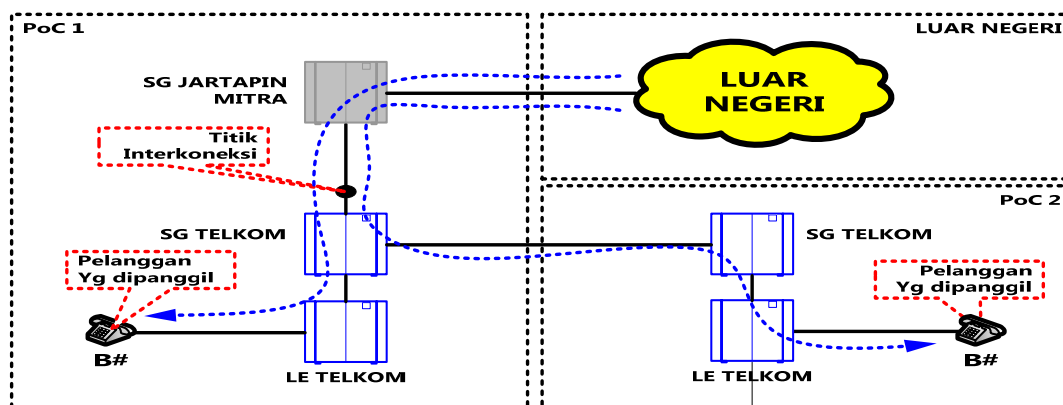 PoC 1
LUAR NEGERI
SG JARTAPIN
MITRA
LUAR
NEGERI
Titik
Interkoneksi
PoC 2
SG TELKOM
SG TELKOM
Pelanggan
Yg dipanggil
Pelanggan
Yg dipanggil
B#
B#
LE TELKOM
LE TELKOM